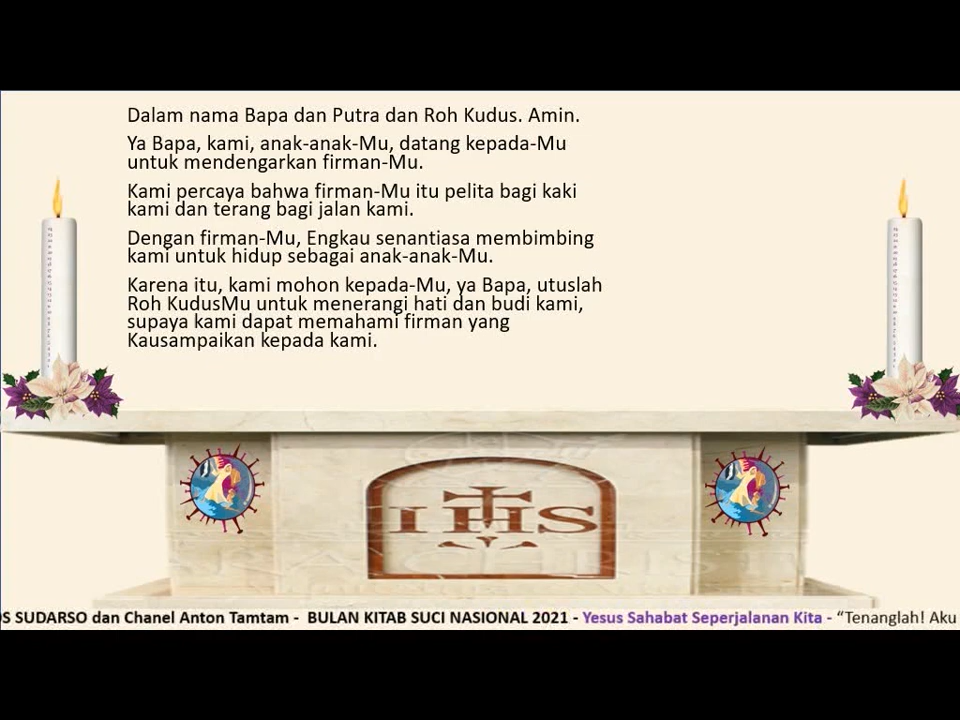 Dalam nama Bapa dan Putra dan Roh Kudus. Amin.
Ya Bapa, kami, anak-anak-Mu, datang kepada-Mu
untuk mendengarkan firman-Mu.
Kami percaya bahwa firman-Mu itu pelita bagi kaki
kami dan terang bagi jalan kami.
Dengan firman-Mu, Engkau senantiasa membimbing
kami untuk hidup sebagai anak-anak-Mu.
Karena itu, kami mohon kepada-Mu, ya Bapa, utuslah
Roh KudusMu untuk menerangi hati dan budi kami,
supaya kami dapat memahami firman yang
Kausampaikan kepada kami.
IHS
OS SUDARSO dan Chanel Anton Tamtam - BULAN KITAB SUCI NASIONAL 2021 - Yesus Sahabat Seperjalanan Kita - “Tenanglah! Aku